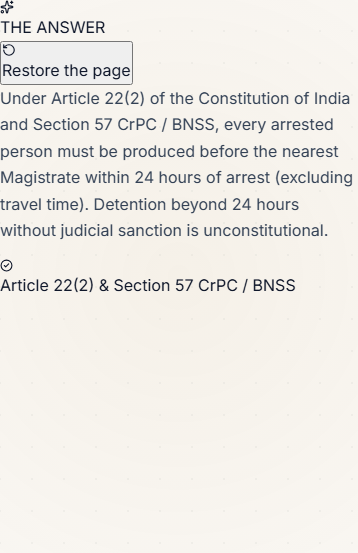 THE ANSWER
Restore the page
Under Article 22(2) of the Constitution of India
and Section 57 CrPC / BNSS, every arrested
person must be produced before the nearest
Magistrate within 24 hours of arrest (excluding
travel time). Detention beyond 24 hours
without judicial sanction is unconstitutional.
Article 22(2) & Section 57 CrPC / BNSS